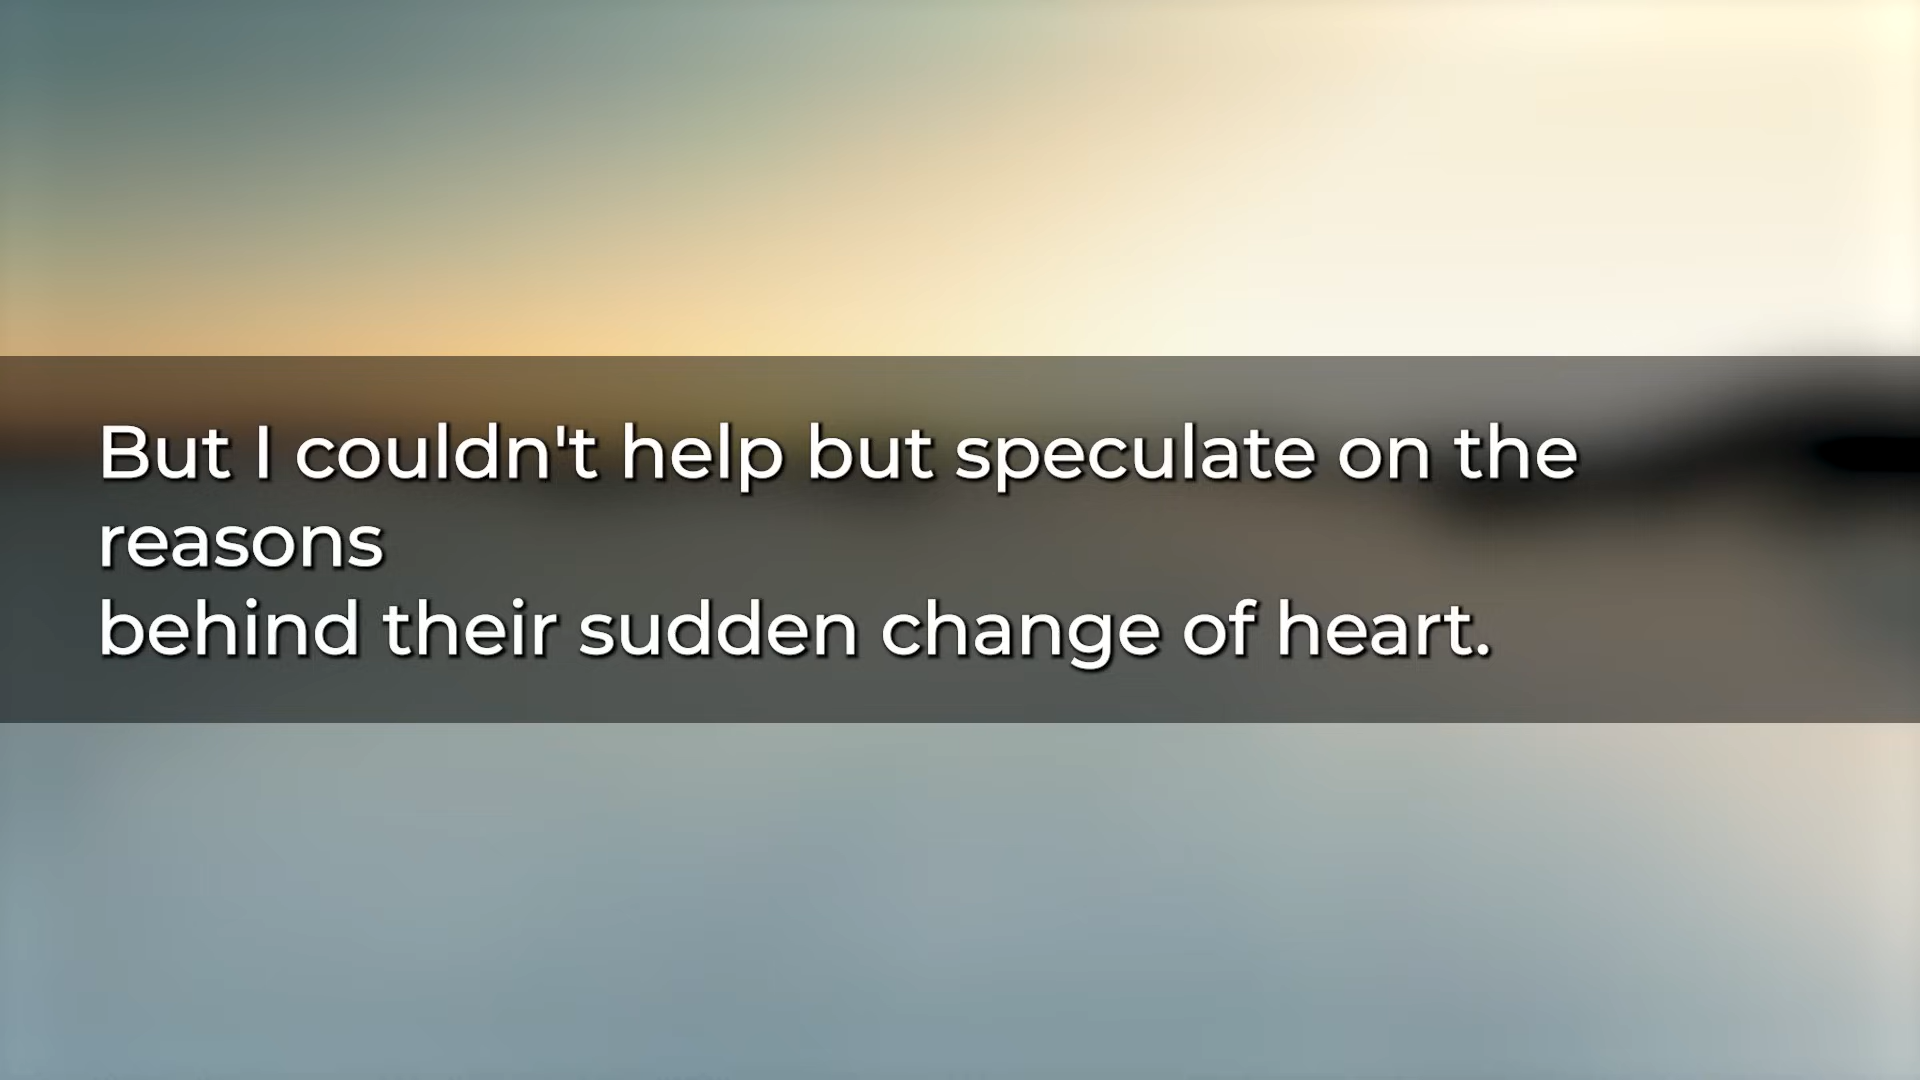 But I couldn't help but speculate on the
reasons
behind their sudden change of heart.